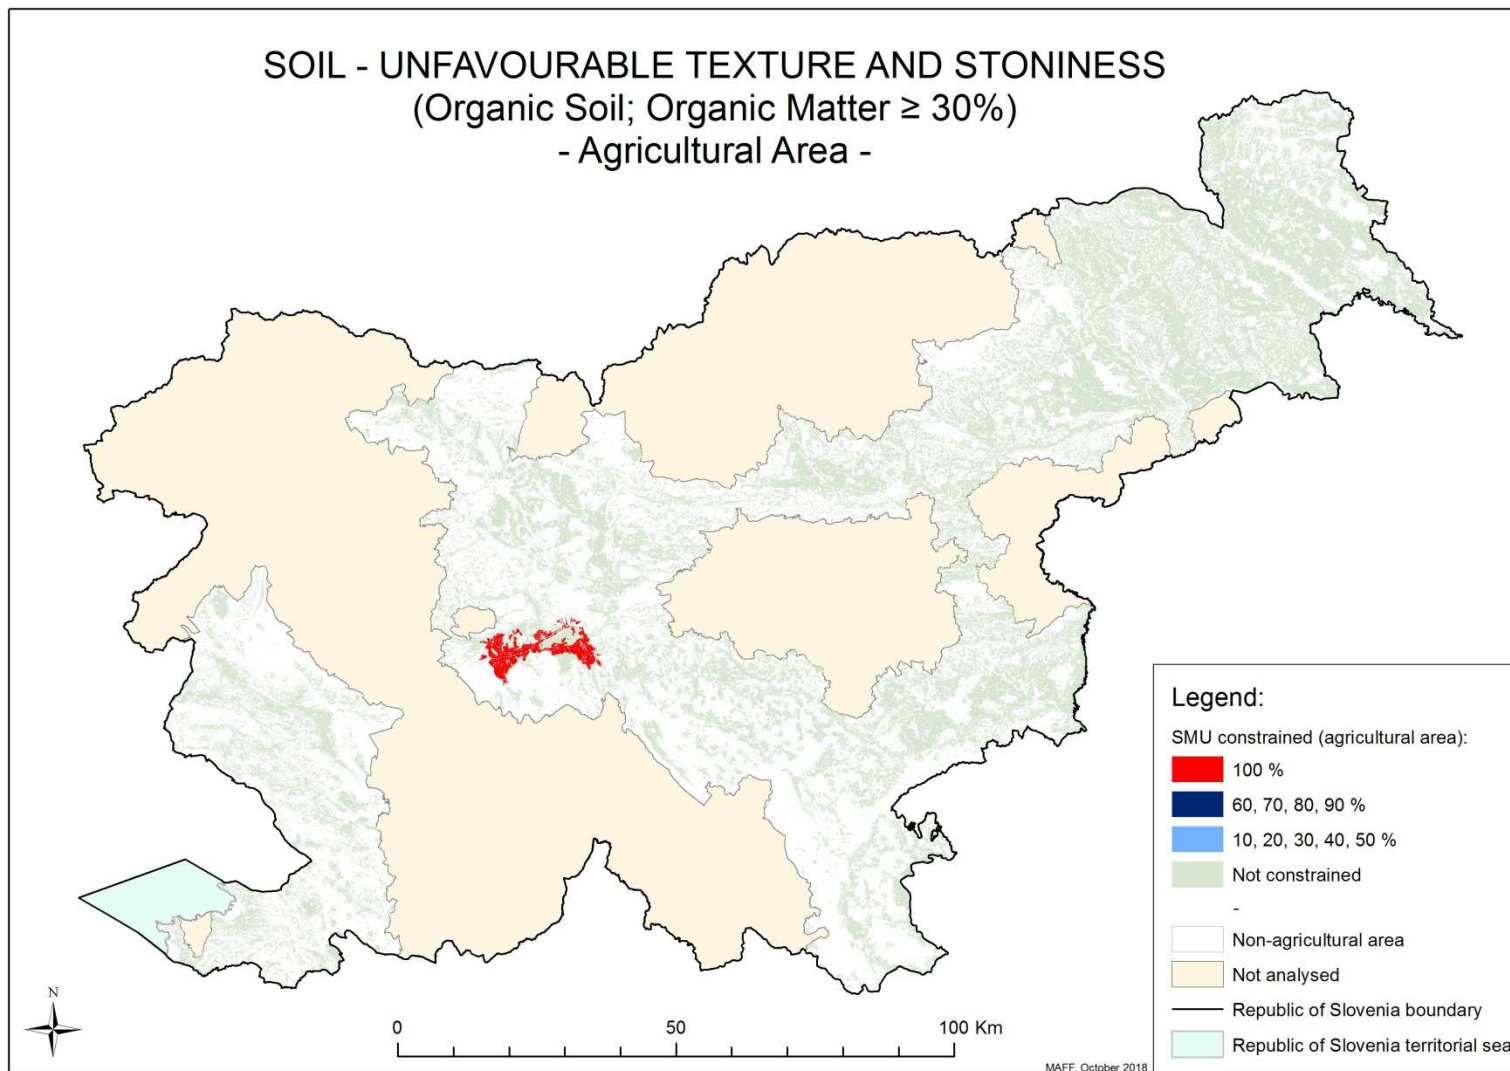 SOIL - UNFAVOURABLE TEXTURE AND STONINESS
(Organic Soil; Organic Matter ≥ 30%)
- Agricultural Area -
Legend:
SMU constrained (agricultural area):
100 %
60, 70, 80, 90 %
10, 20, 30, 40, 50 %
Not constrained
-
Non-agricultural area
Not analysed
Republic of Slovenia boundary
Republic of Slovenia territorial sea
N
0 50 100 Km
MAFF, October 2018